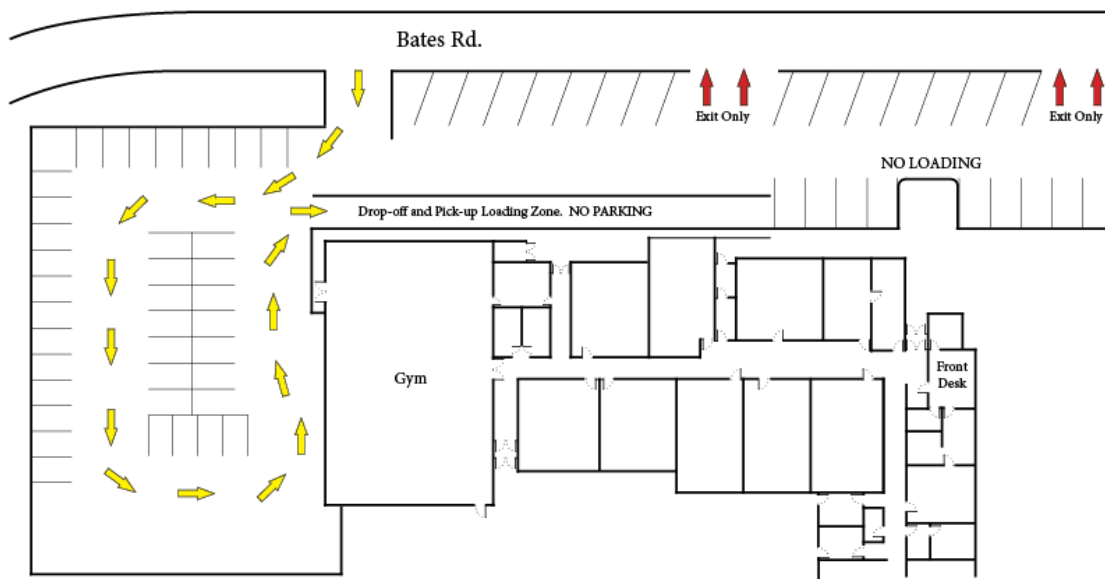 Bates Rd.
Exit Only
Exit Only
NO LOADING
Drop-off and Pick-up Loading Zone. NO PARKING
Gym
Front
Desk